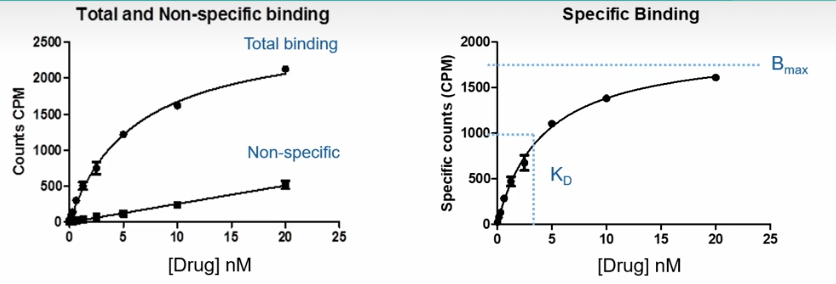 Total and Non-specific binding
Counts CPM
2500
2000
1500
1000
500
0
Total binding
Non-specific
0 5 10 15 20 25
[Drug] nM
Specific Binding
Specific counts (CPM)
2000
1500
1000
500
0
Bmax
KD
0 5 10 15 20 25
[Drug] nM